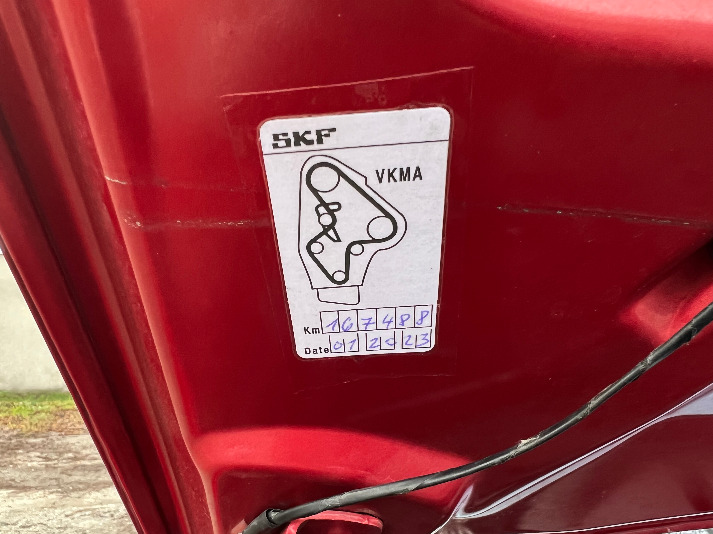 SKF
VKMA
Km 167488
Date 01 2023